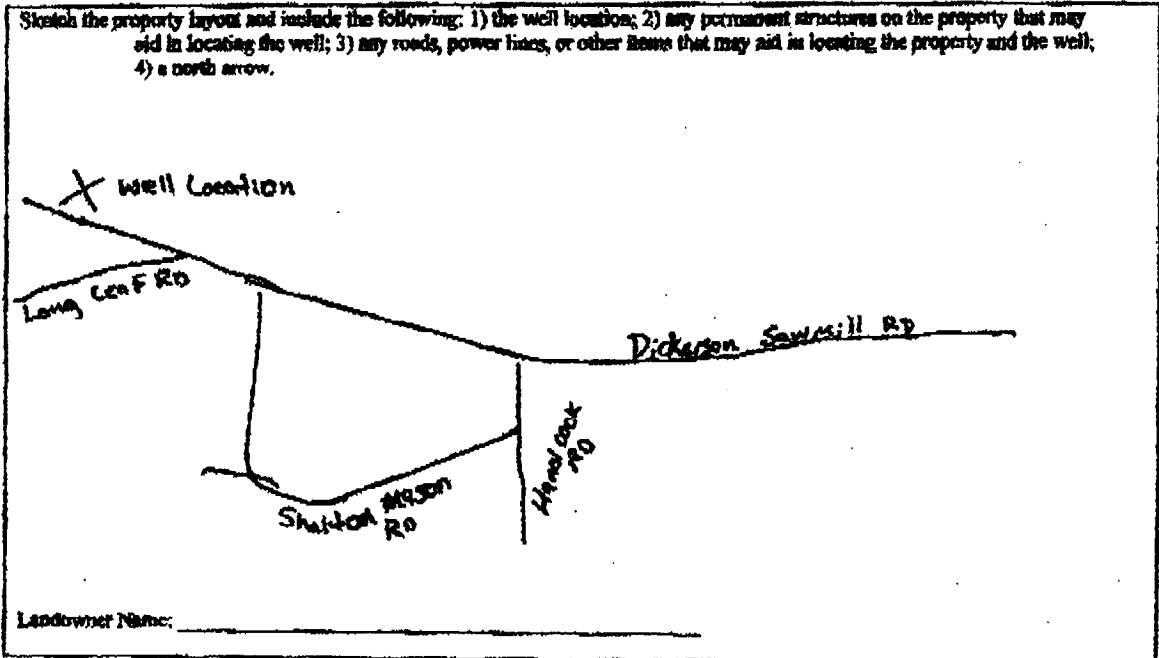 Sketch the property layout and include the following: 1) the well location; 2) any permanent structures on the property that may
aid in locating the well; 3) any roads, power lines, or other items that may aid in locating the property and the well;
4) a north arrow.
X Well Location
Long Leaf RD
Dickerson Sawmill RD
RD
Mason
RD
Landowner Name: